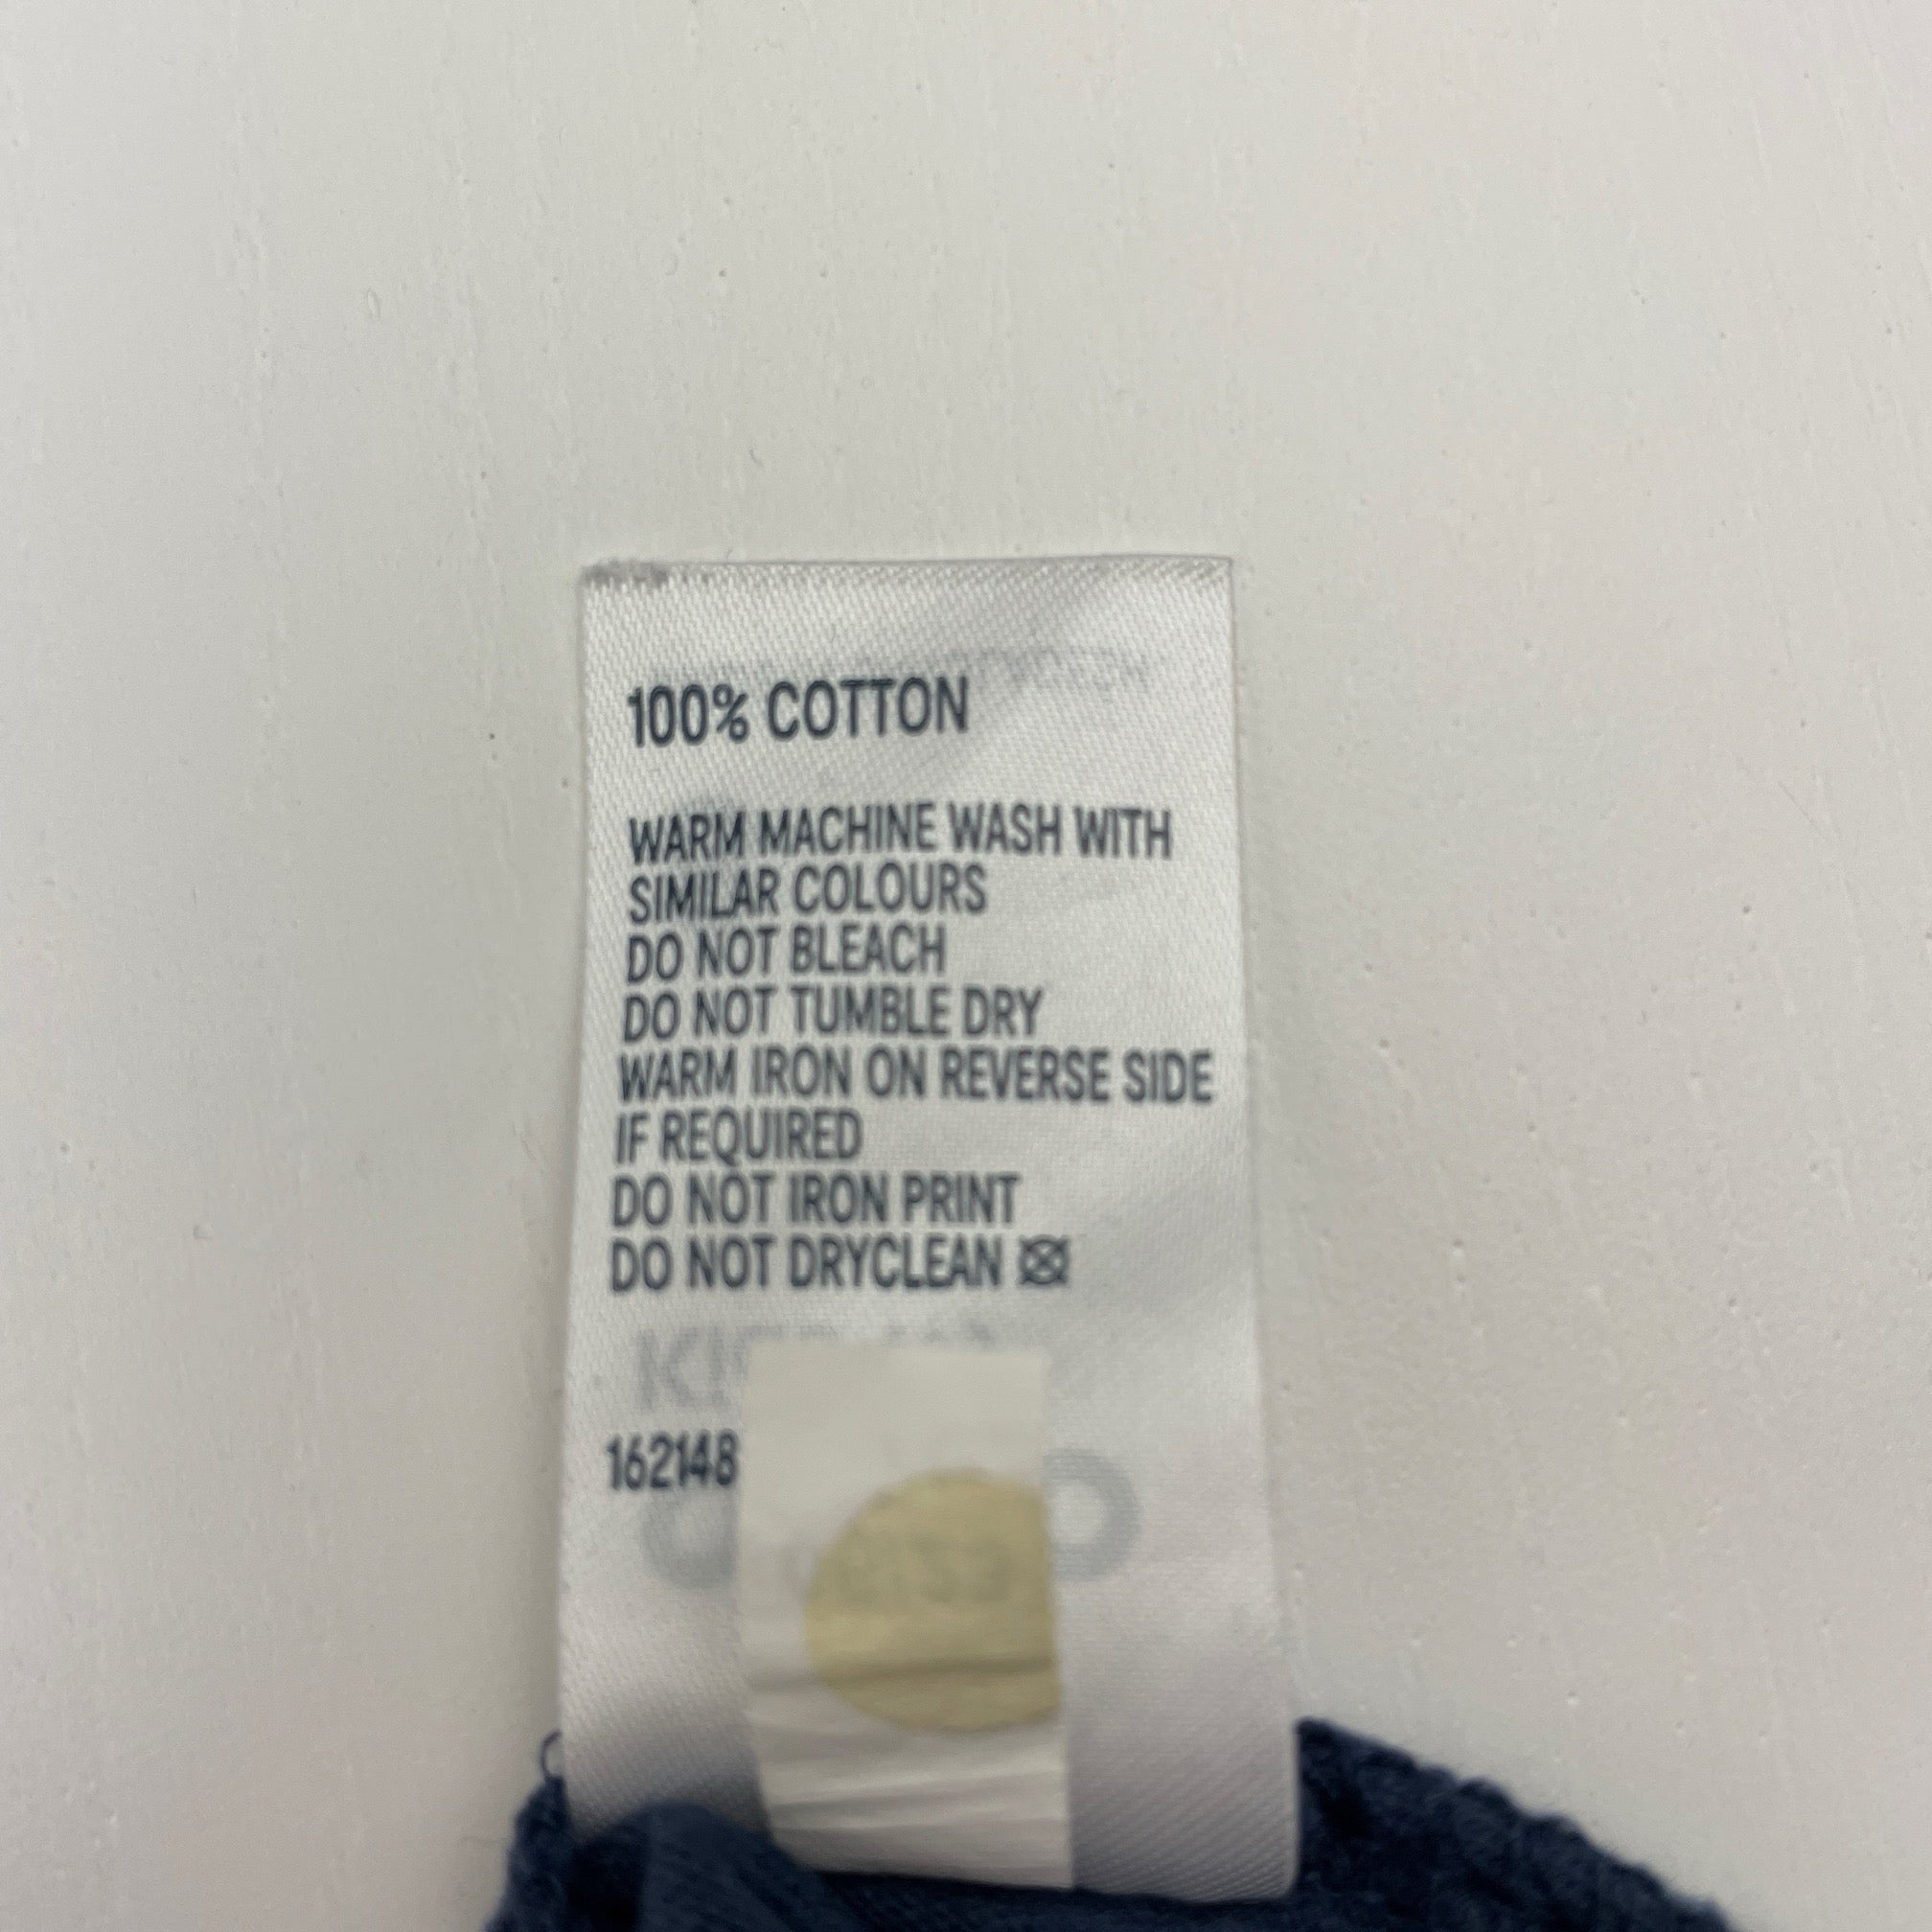 100% COTTON
WARM MACHINE WASH WITH
SIMILAR COLOURS
DO NOT BLEACH
DO NOT TUMBLE DRY
WARM IRON ON REVERSE SIDE
IF REQUIRED
DO NOT IRON PRINT
DO NOT DRYCLEAN
162148